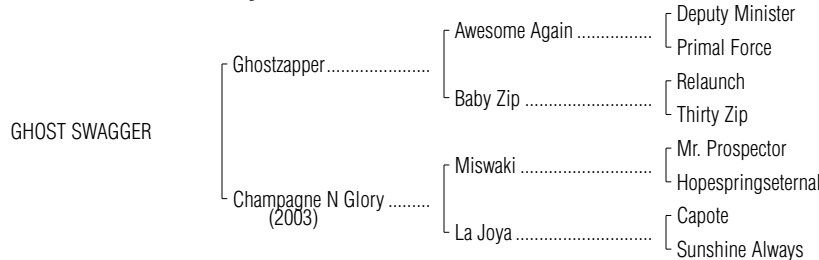 Deputy Minister
Awesome Again ................
Primal Force
Ghostzapper......................
Relaunch
Baby Zip ...........................
Thirty Zip
GHOST SWAGGER
Mr. Prospector
Miswaki ............................
Hopespringseternal
Champagne N Glory .........
(2003)
Capote
La Joya .............................
Sunshine Always